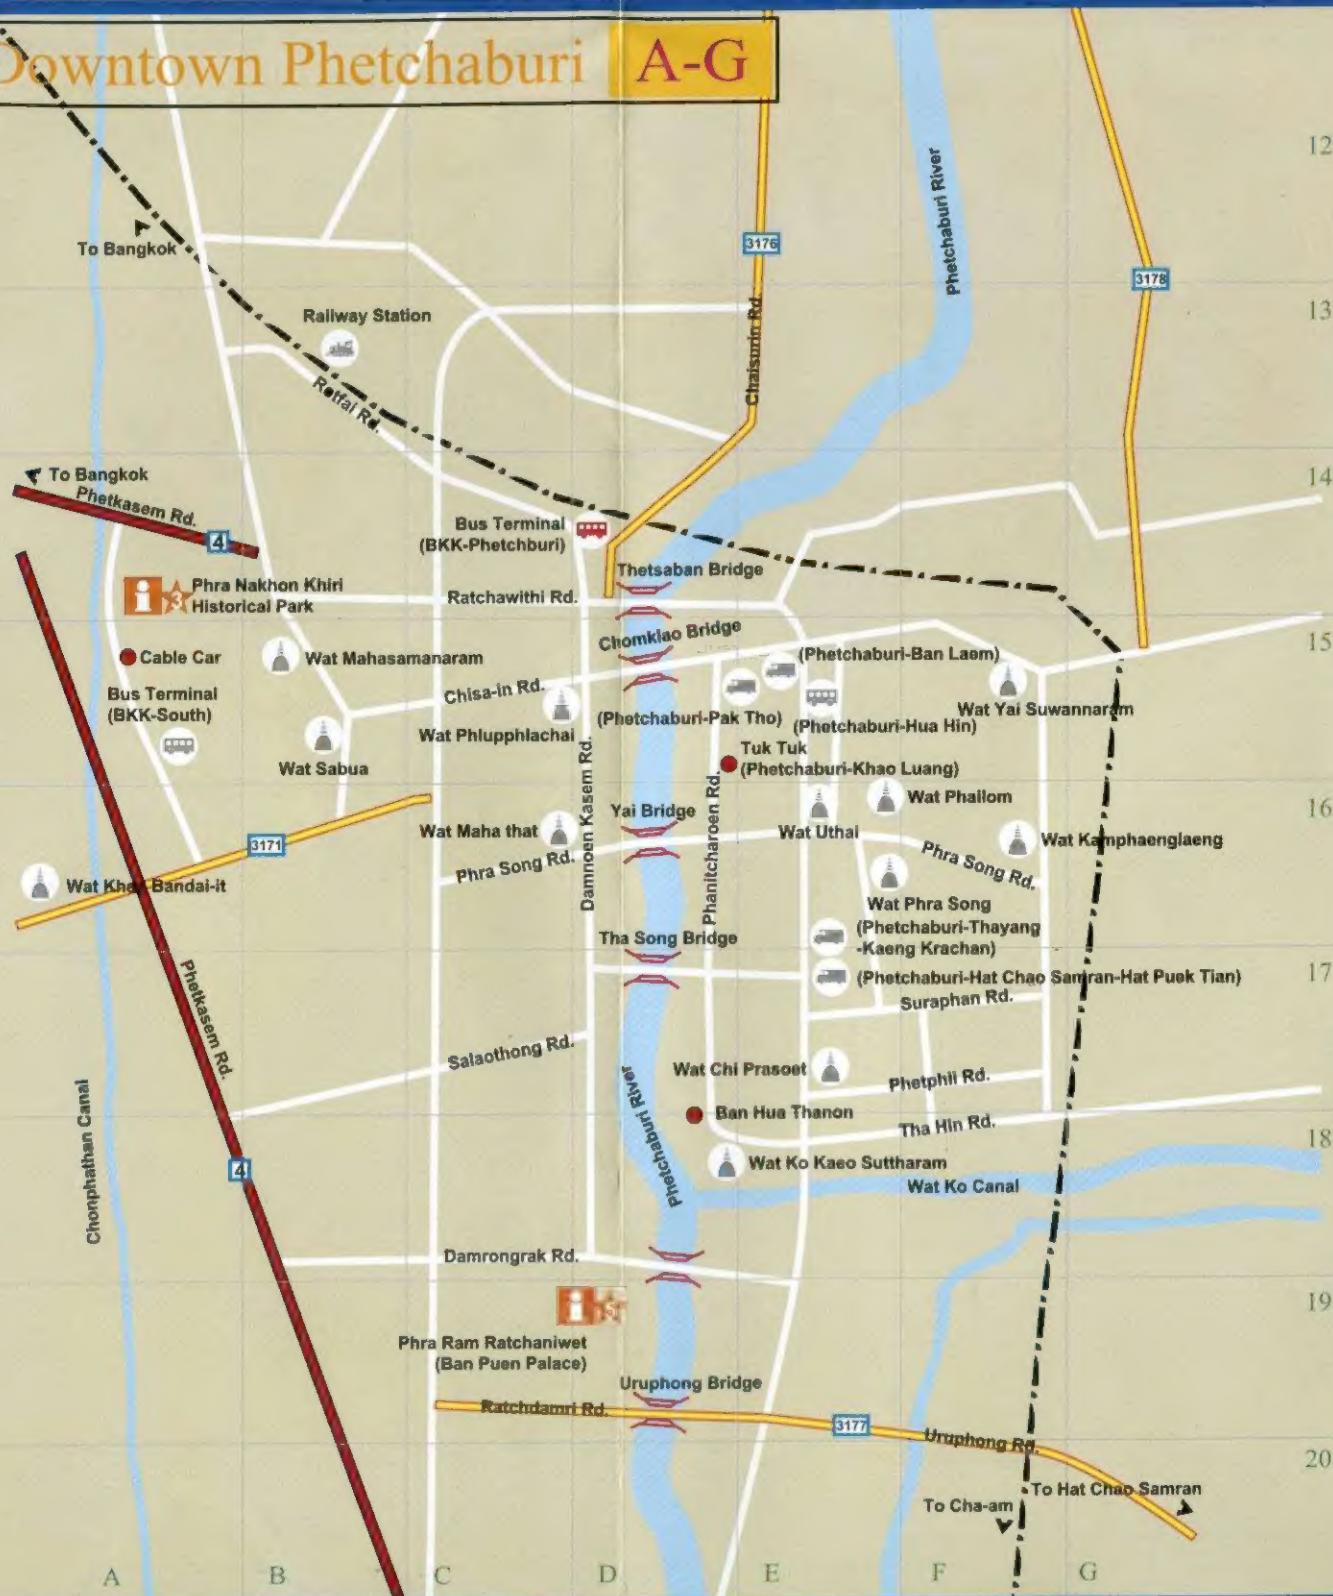 Downtown Phetchaburi A-G
12
Phetchaburi River
To Bangkok
3176
3178
13
Railway Station
Chaisurin Rd.
Rotfai Rd.
14
To Bangkok
Phetkasem Rd.
4
Bus Terminal
(BKK-Phetchburi)
Thetsaban Bridge
Phra Nakhon Khiri
Historical Park
3
Ratchawithi Rd.
15
Chomklao Bridge
Cable Car
Wat Mahasamanaram
(Phetchaburi-Ban Laem)
Bus Terminal
(BKK-South)
Chisa-in Rd.
(Phetchaburi-Pak Tho)
(Phetchaburi-Hua Hin)
Wat Yai Suwannaram
Wat Phlupphlachai
Wat Sabua
Tuk Tuk
(Phetchaburi-Khao Luang)
Damnoen Kasem Rd.
Phanitcharoen Rd.
16
Yai Bridge
Wat Phailom
Wat Maha that
Wat Uthai
Wat Kamphaenglaeng
3171
Phra Song Rd.
Phra Song Rd.
Wat Khao Bandai-it
Wat Phra Song
(Phetchaburi-Thayang
-Kaeng Krachan)
Tha Song Bridge
17
(Phetchaburi-Hat Chao Samran-Hat Puek Tian)
Suraphan Rd.
Phetkasem Rd.
Salaothong Rd.
Wat Chi Prasoet
Phetphli Rd.
Chonphathan Canal
Phetchaburi River
Ban Hua Thanon
Tha Hin Rd.
18
4
Wat Ko Kaeo Suttharam
Wat Ko Canal
Damrongrak Rd.
19
Phra Ram Ratchaniwet
(Ban Puen Palace)
Uruphong Bridge
Ratchdamri Rd.
3177
Uruphong Rd.
20
To Hat Chao Samran
To Cha-am
A B C D E F G